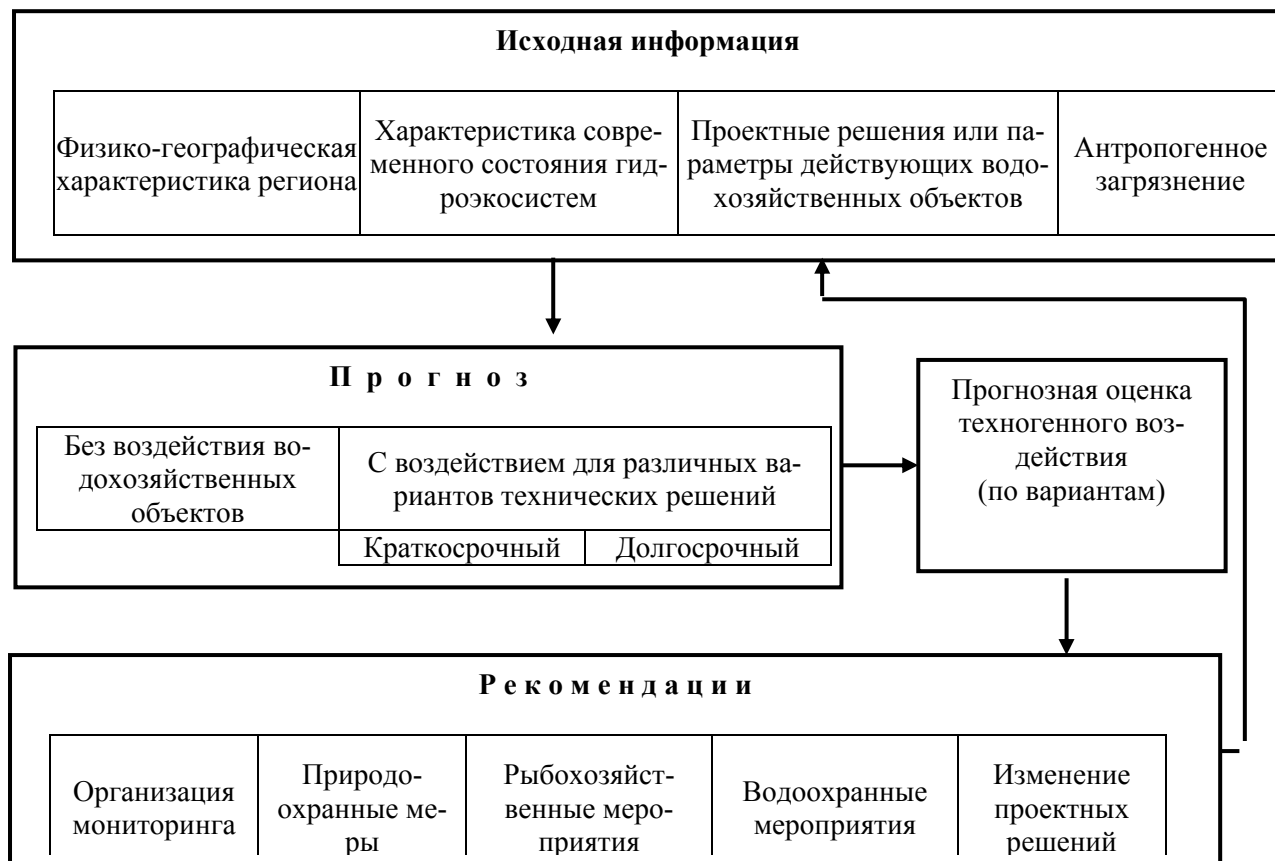 Исходная информация
Физико-географическая
характеристика региона
Характеристика совре-
менного состояния гид-
роэкосистем
Проектные решения или па-
раметры действующих водо-
хозяйственных объектов
Антропогенное
загрязнение
П р о г н о з
Без воздействия во-
дохозяйственных
объектов
С воздействием для различных ва-
риантов технических решений
Краткосрочный
Долгосрочный
Прогнозная оценка
техногенного воз-
действия
(по вариантам)
Р е к о м е н д а ц и и
Организация
мониторинга
Природо-
охранные ме-
ры
Рыбохозяйст-
венные меро-
приятия
Водоохранные
мероприятия
Изменение
проектных
решений